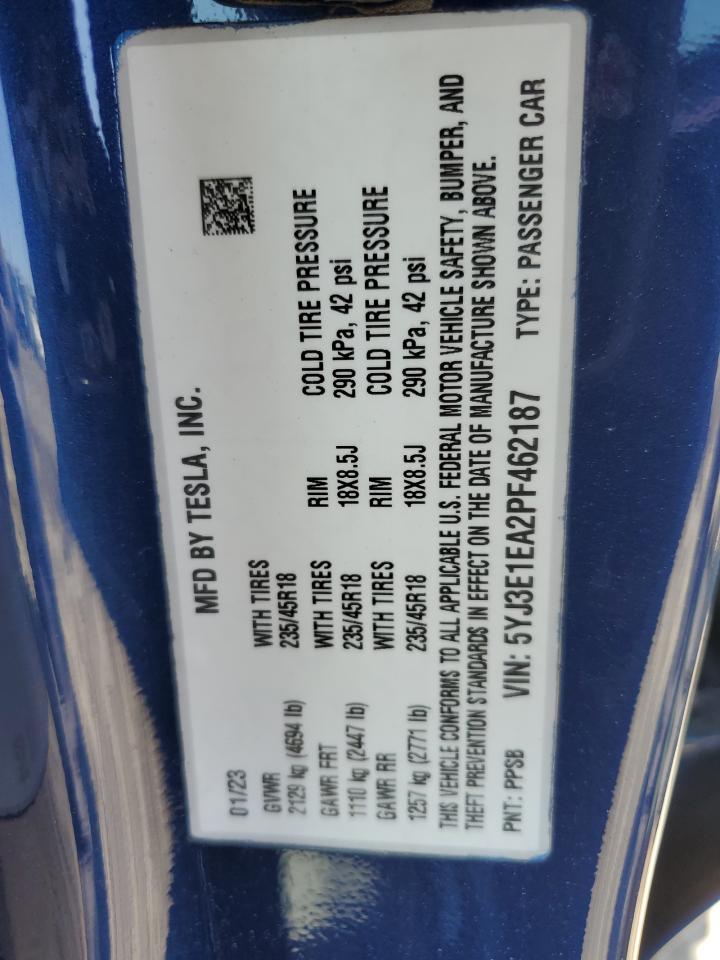 MFD BY TESLA, INC.
01/23
GVWR WITH TIRES
2129 kg (4694 lb) 235/45R18
GAWR FRT WITH TIRES RIM COLD TIRE PRESSURE
1110 kg (2447 lb) 235/45R18 18X8.5J 290 kPa, 42 psi
GAWR RR WITH TIRES RIM COLD TIRE PRESSURE
1257 kg (2771 lb) 235/45R18 18X8.5J 290 kPa, 42 psi
THIS VEHICLE CONFORMS TO ALL APPLICABLE U.S. FEDERAL MOTOR VEHICLE SAFETY, BUMPER, AND
THEFT PREVENTION STANDARDS IN EFFECT ON THE DATE OF MANUFACTURE SHOWN ABOVE.
PNT: PPSB VIN: 5YJ3E1EA2PF462187 TYPE: PASSENGER CAR